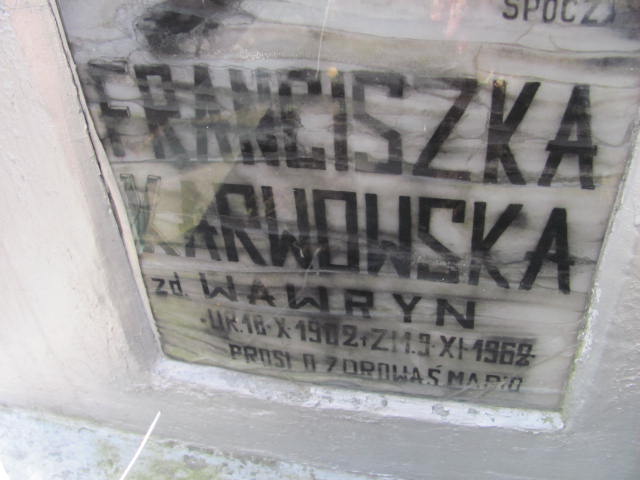 SPOCZ
FRANCISZKA
KARWOWSKA
zd. WAWRYN
UR. 16·X·1902 + ZM. 9·XI·1962
PROSI O ZDROWAŚ MARIO